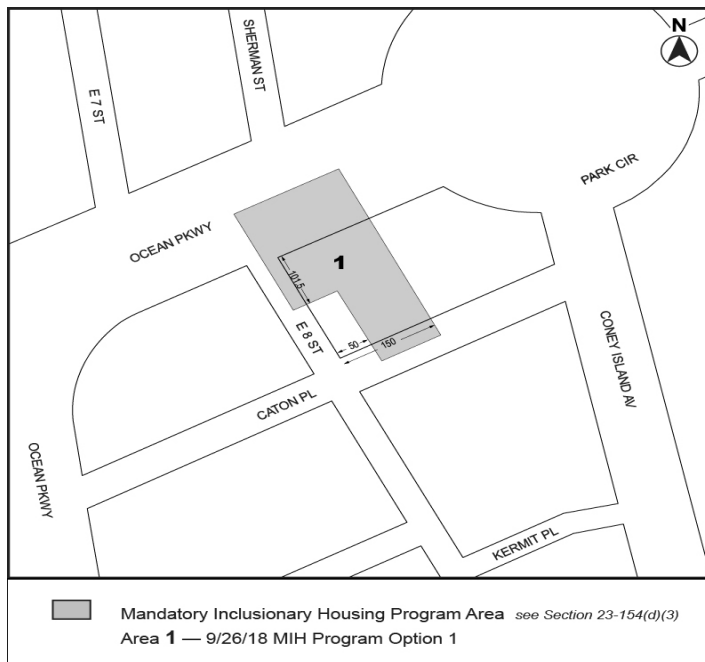 N
SHERMAN ST
E 7 ST
PARK CIR
OCEAN PKWY
1
101.5
E 8 ST
50
150
CONEY ISLAND AV
CATON PL
OCEAN PKWY
KERMIT PL
Mandatory Inclusionary Housing Program Area see Section 23-154(d)(3)
Area 1 — 9/26/18 MIH Program Option 1